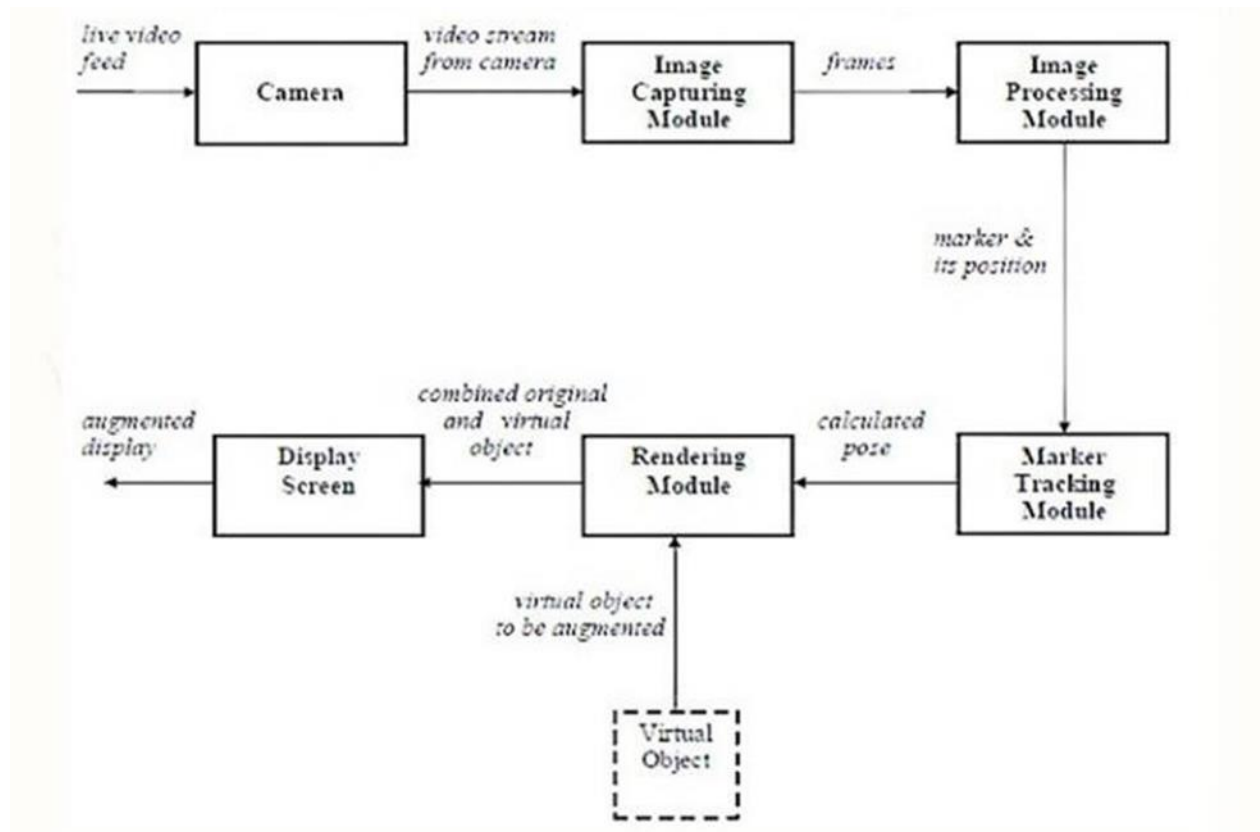 live video
feed
Camera
video stream
from camera
Image
Capturing
Module
frames
Image
Processing
Module
marker &
its position
Marker
Tracking
Module
calculated
pose
Rendering
Module
combined original
and virtual
object
Display
Screen
augmented
display
virtual object
to be augmented
Virtual
Object